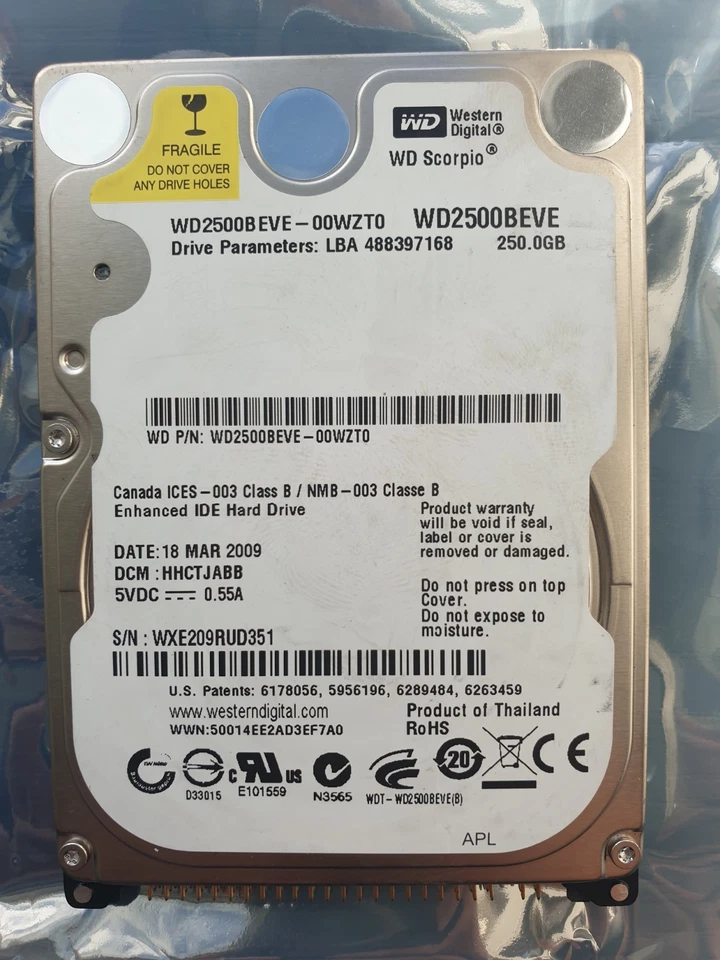 FRAGILE
DO NOT COVER
ANY DRIVE HOLES
WD Western
Digital®
WD Scorpio®
WD2500BEVE-00WZT0 WD2500BEVE
Drive Parameters: LBA 488397168 250.0GB
WD P/N: WD2500BEVE-00WZT0
Canada ICES-003 Class B / NMB-003 Classe B
Enhanced IDE Hard Drive
Product warranty
will be void if seal,
label or cover is
removed or damaged.
DATE: 18 MAR 2009
DCM : HHCTJABB
5VDC ⎓ 0.55A
Do not press on top
Cover.
Do not expose to
moisture.
S/N : WXE209RUD351
U.S. Patents: 6178056, 5956196, 6289484, 6263459
www.westerndigital.com
Product of Thailand
WWN:50014EE2AD3EF7A0
RoHS
D33015
c RU US
E101559
N3565
WDT-WD2500BEVE(B)
20
CE
APL